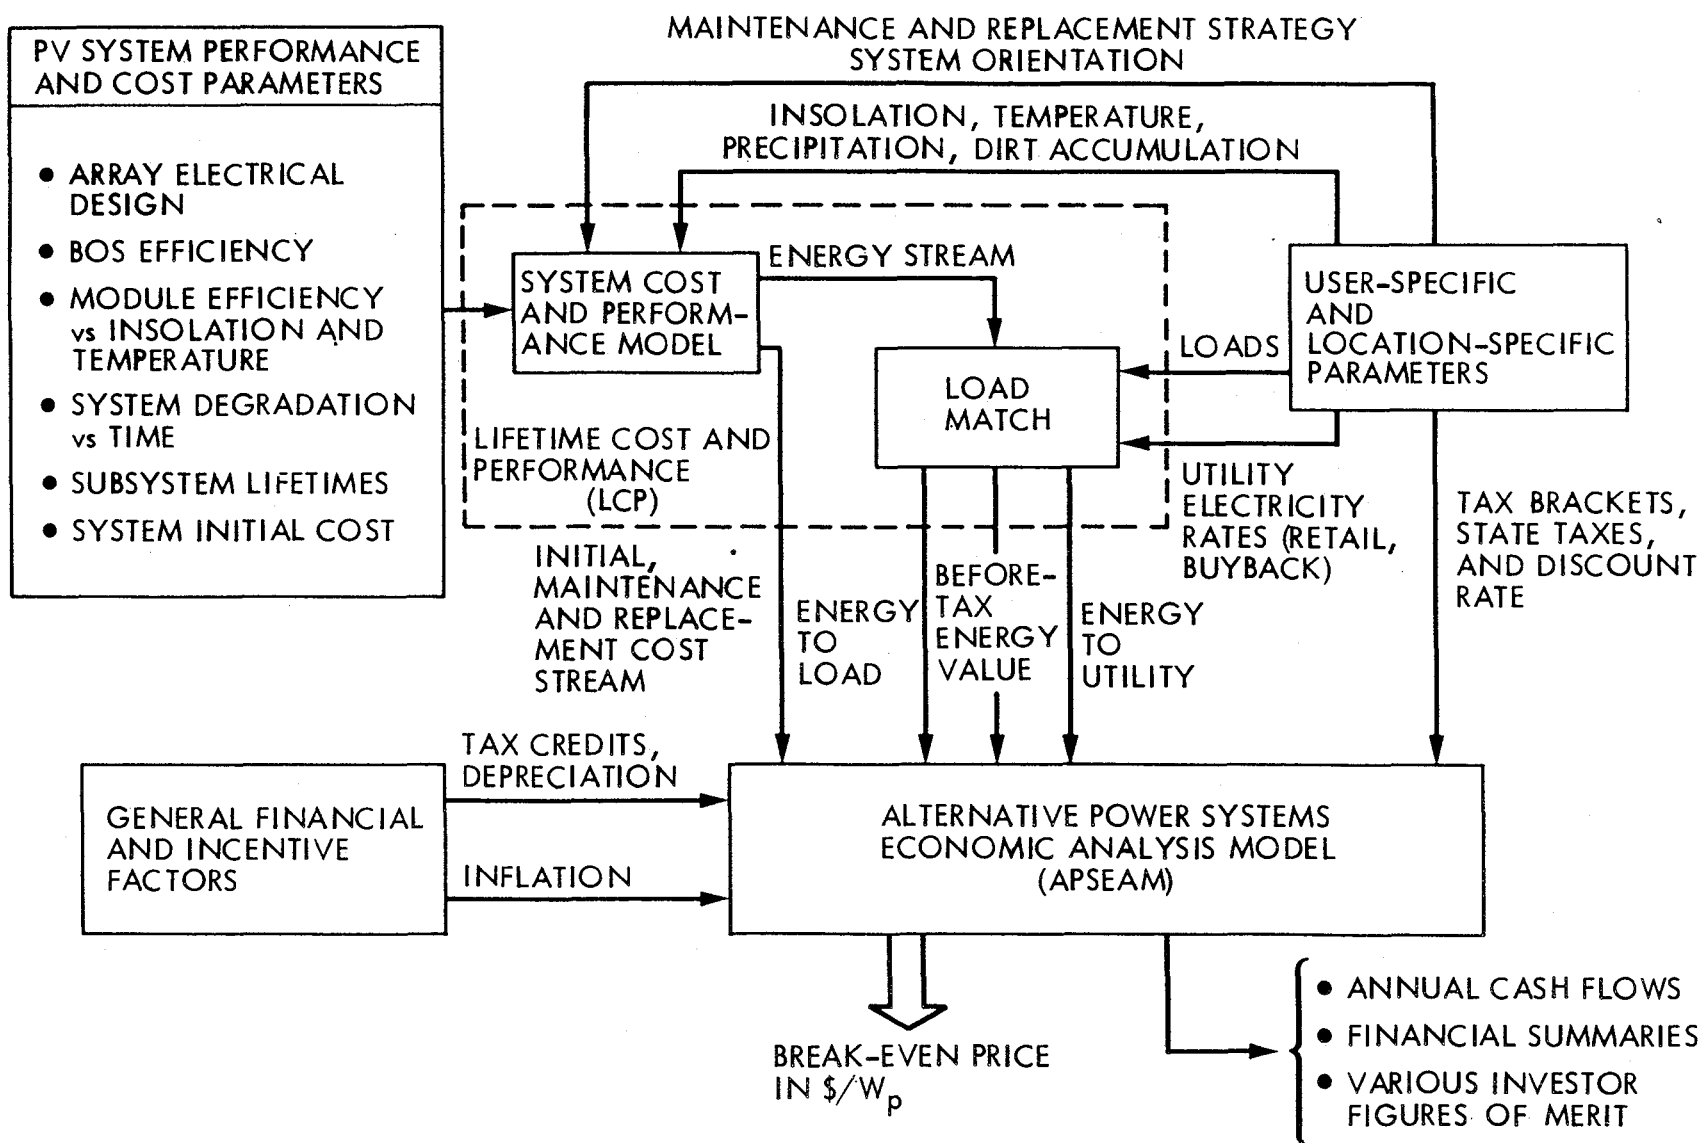 PV SYSTEM PERFORMANCE
AND COST PARAMETERS
• ARRAY ELECTRICAL
DESIGN
• BOS EFFICIENCY
• MODULE EFFICIENCY
vs INSOLATION AND
TEMPERATURE
• SYSTEM DEGRADATION
vs TIME
• SUBSYSTEM LIFETIMES
• SYSTEM INITIAL COST
MAINTENANCE AND REPLACEMENT STRATEGY
SYSTEM ORIENTATION
INSOLATION, TEMPERATURE,
PRECIPITATION, DIRT ACCUMULATION
SYSTEM COST
AND PERFORM-
ANCE MODEL
ENERGY STREAM
LOAD
MATCH
LIFETIME COST AND
PERFORMANCE
(LCP)
USER-SPECIFIC
AND
LOCATION-SPECIFIC
PARAMETERS
LOADS
UTILITY
ELECTRICITY
RATES (RETAIL,
BUYBACK)
TAX BRACKETS,
STATE TAXES,
AND DISCOUNT
RATE
INITIAL,
MAINTENANCE
AND REPLACE-
MENT COST
STREAM
ENERGY
TO
LOAD
BEFORE-
TAX
ENERGY
VALUE
ENERGY
TO
UTILITY
GENERAL FINANCIAL
AND INCENTIVE
FACTORS
TAX CREDITS,
DEPRECIATION
INFLATION
ALTERNATIVE POWER SYSTEMS
ECONOMIC ANALYSIS MODEL
(APSEAM)
BREAK-EVEN PRICE
IN $/Wp
• ANNUAL CASH FLOWS
• FINANCIAL SUMMARIES
• VARIOUS INVESTOR
FIGURES OF MERIT